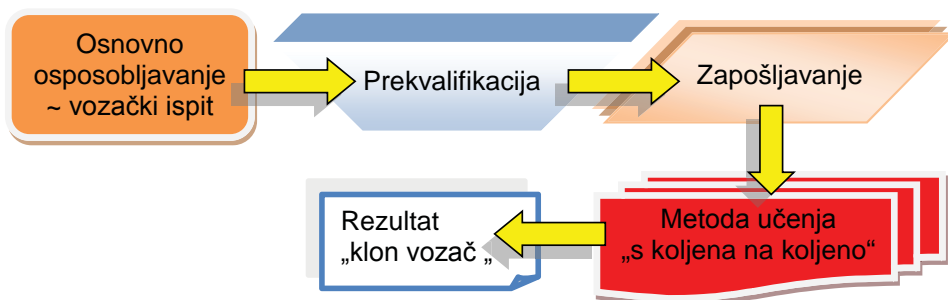 Osnovno
osposobljavanje
~ vozački ispit
Prekvalifikacija
Zapošljavanje
Metoda učenja
„s koljena na koljeno“
Rezultat
„klon vozač „